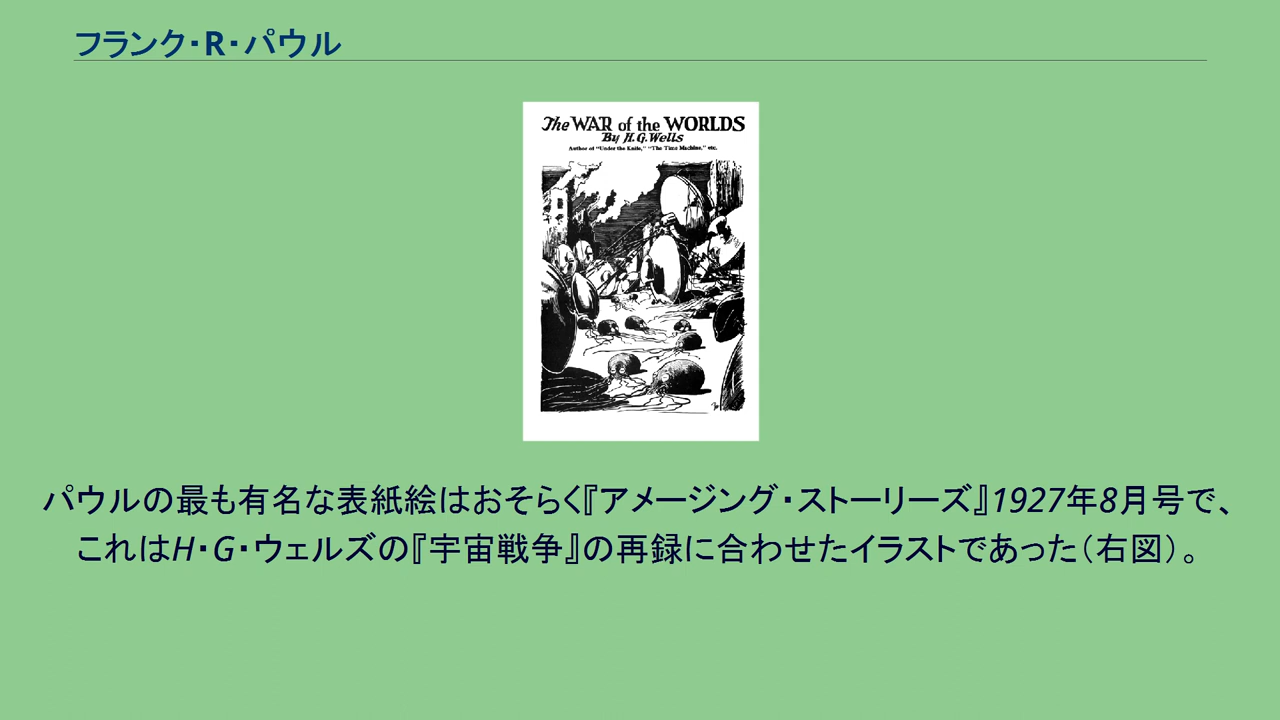 フランク・R・パウル
The WAR of the WORLDS
By H.G.Wells
Author of "Under the Knife," "The Time Machine," etc.
パウルの最も有名な表紙絵はおそらく『アメージング・ストーリーズ』1927年8月号で、
これはH・G・ウェルズの『宇宙戦争』の再録に合わせたイラストであった（右図）。